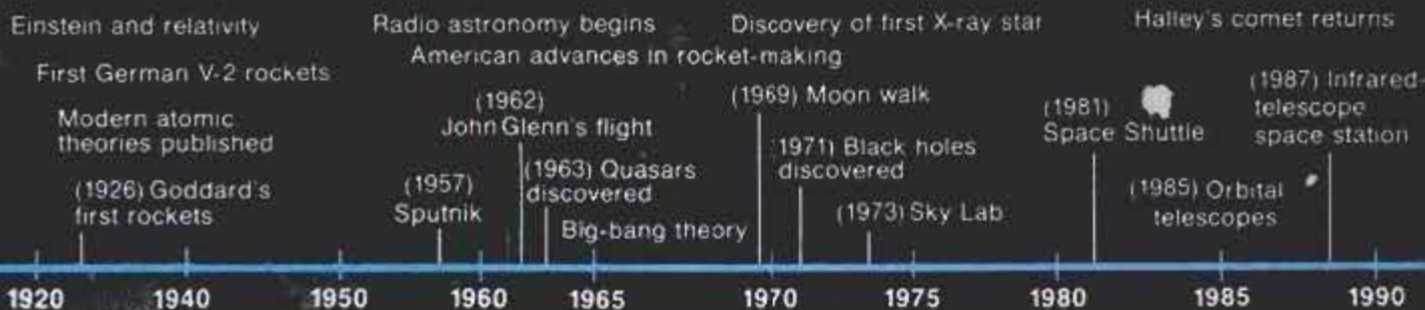 Einstein and relativity
Radio astronomy begins
Discovery of first X-ray star
Halley's comet returns
First German V-2 rockets
American advances in rocket-making
Modern atomic
theories published
(1962)
John Glenn's flight
(1969) Moon walk
(1981)
Space Shuttle
(1987) Infrared-
telescope
space station
(1926) Goddard's
first rockets
(1957)
Sputnik
(1963) Quasars
discovered
Big-bang theory
1971) Black holes
discovered
(1973) Sky Lab
(1985) Orbital
telescopes
1920 1940 1950 1960 1965 1970 1975 1980 1985 1990